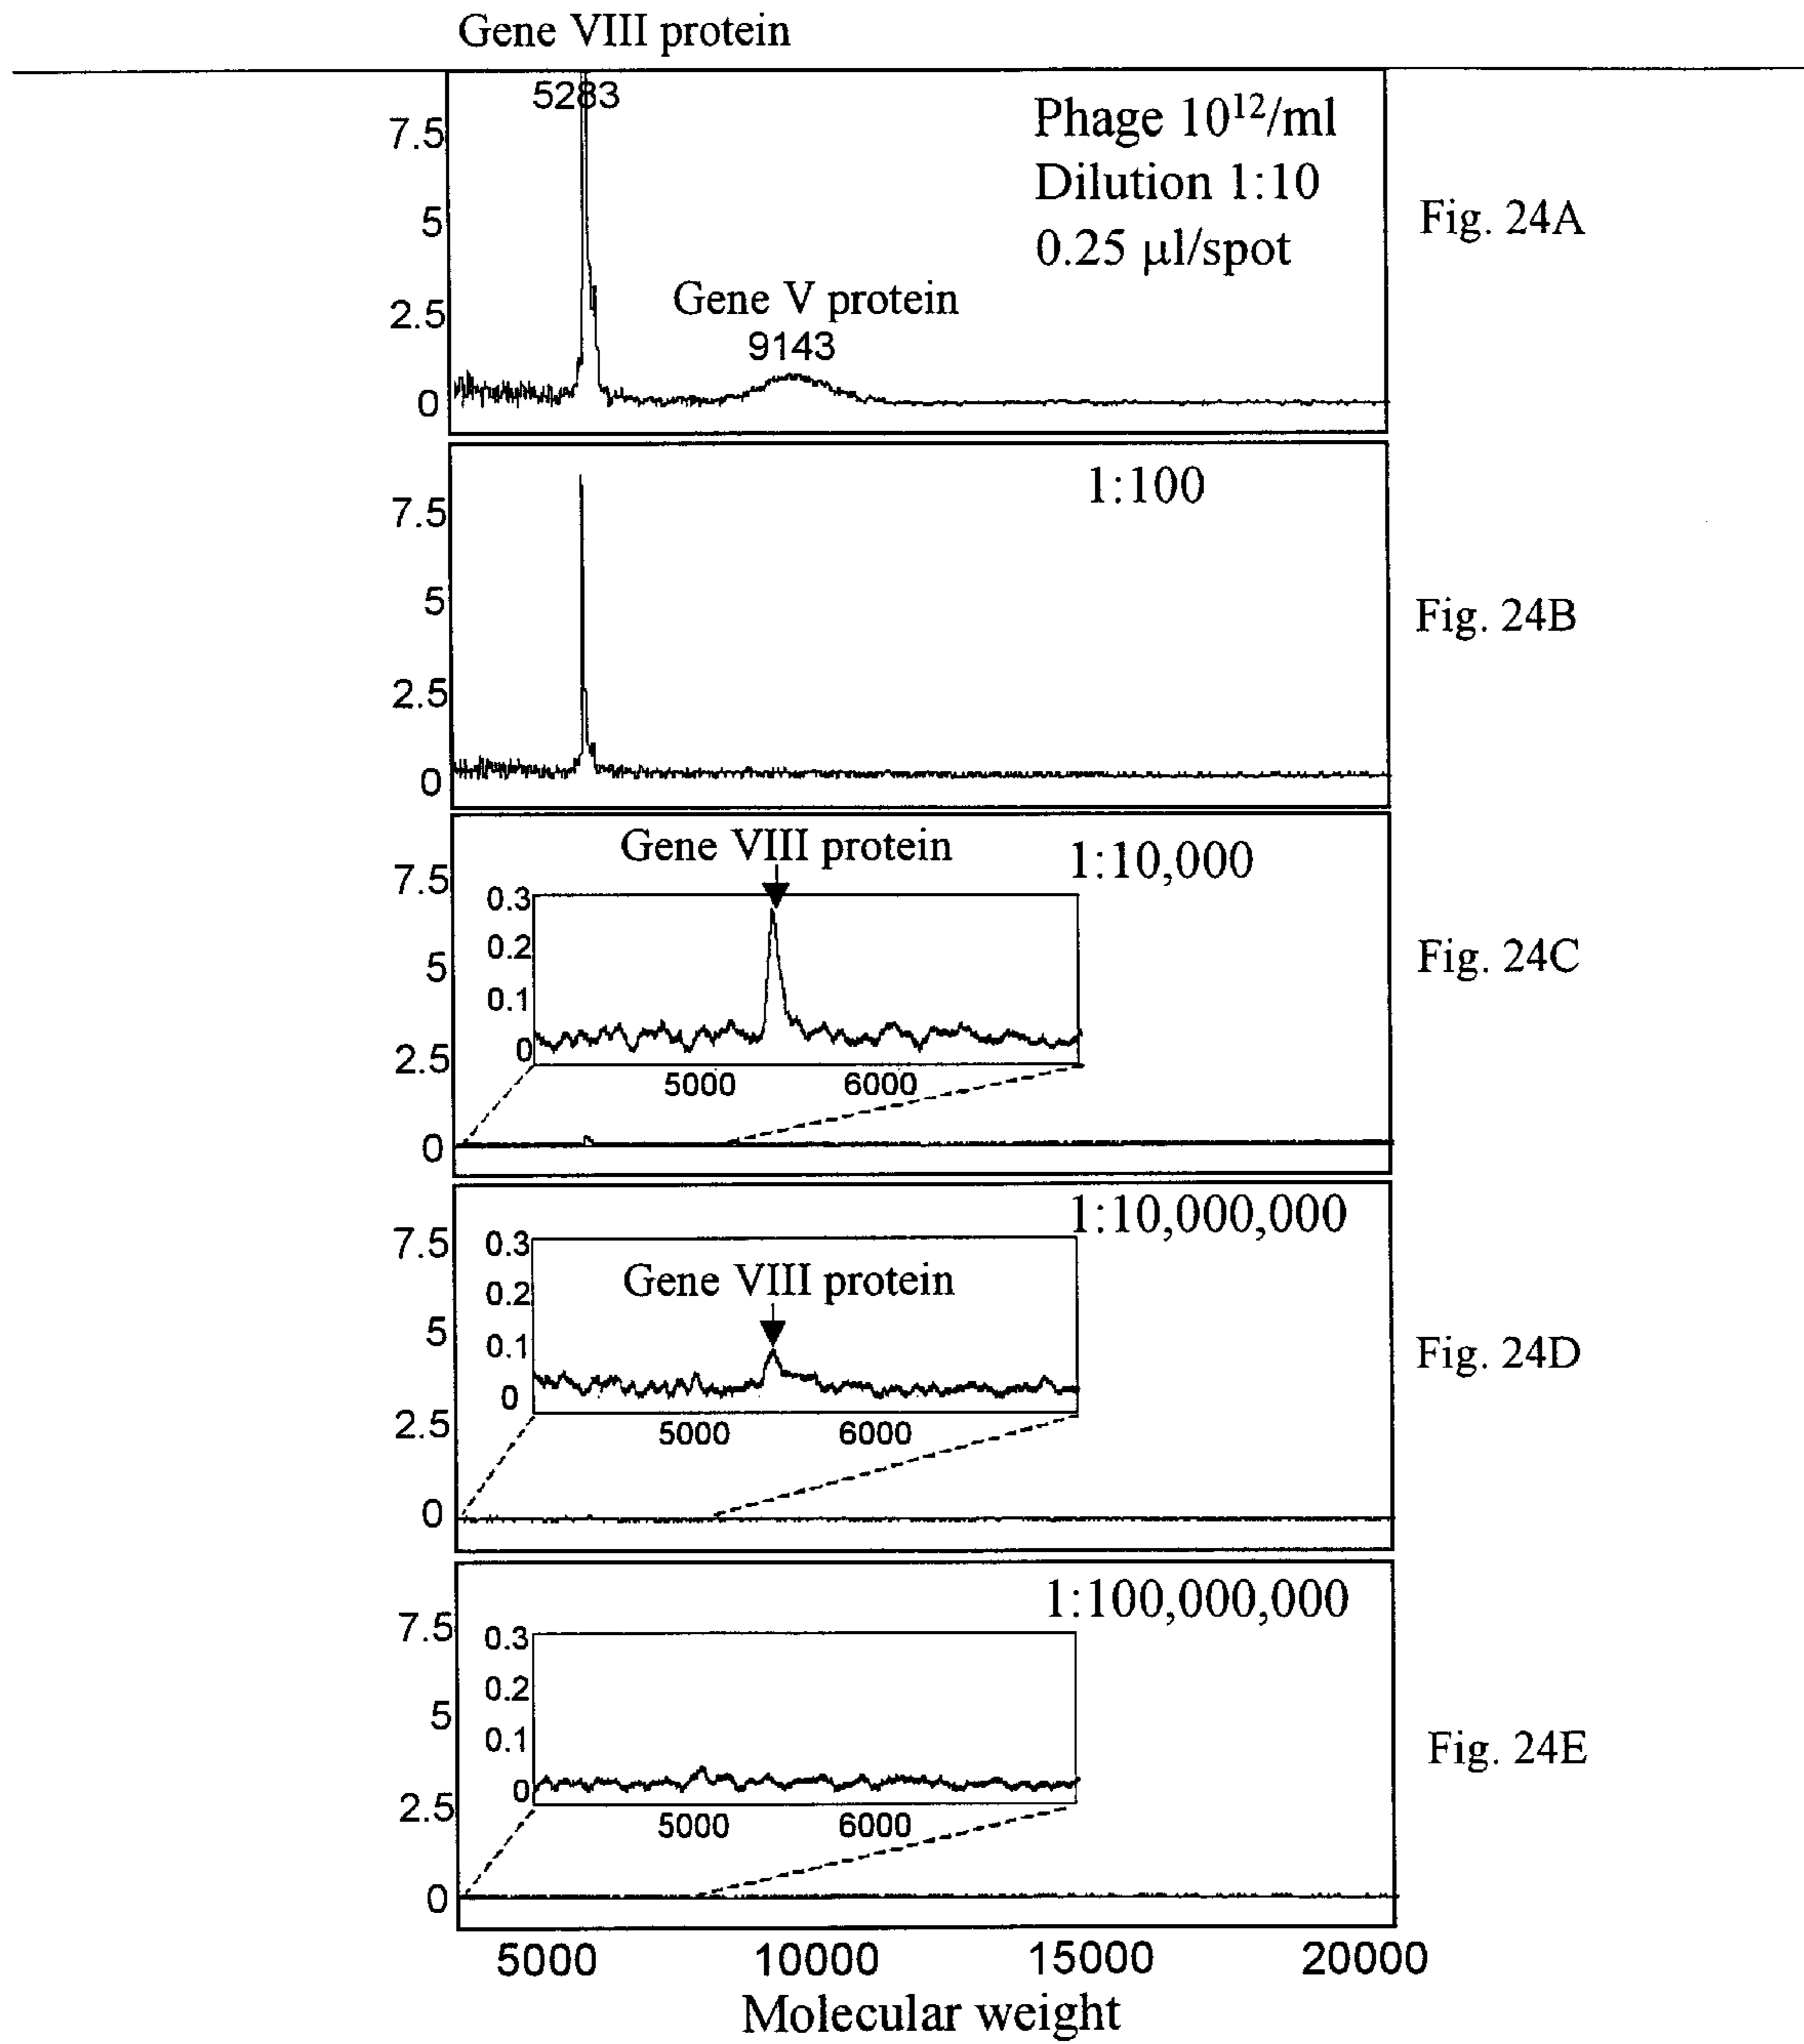 Gene VIII protein
5283
7.5
5
2.5
0
Phage 10¹²/ml
Dilution 1:10
0.25 µl/spot
Gene V protein
9143
Fig. 24A
7.5
5
2.5
0
1:100
Fig. 24B
7.5
5
2.5
0
Gene VIII protein
1:10,000
0.3
0.2
0.1
0
5000 6000
Fig. 24C
7.5
5
2.5
0
1:10,000,000
0.3
0.2
0.1
0
Gene VIII protein
5000 6000
Fig. 24D
7.5
5
2.5
0
1:100,000,000
0.3
0.2
0.1
0
5000 6000
Fig. 24E
5000 10000 15000 20000
Molecular weight